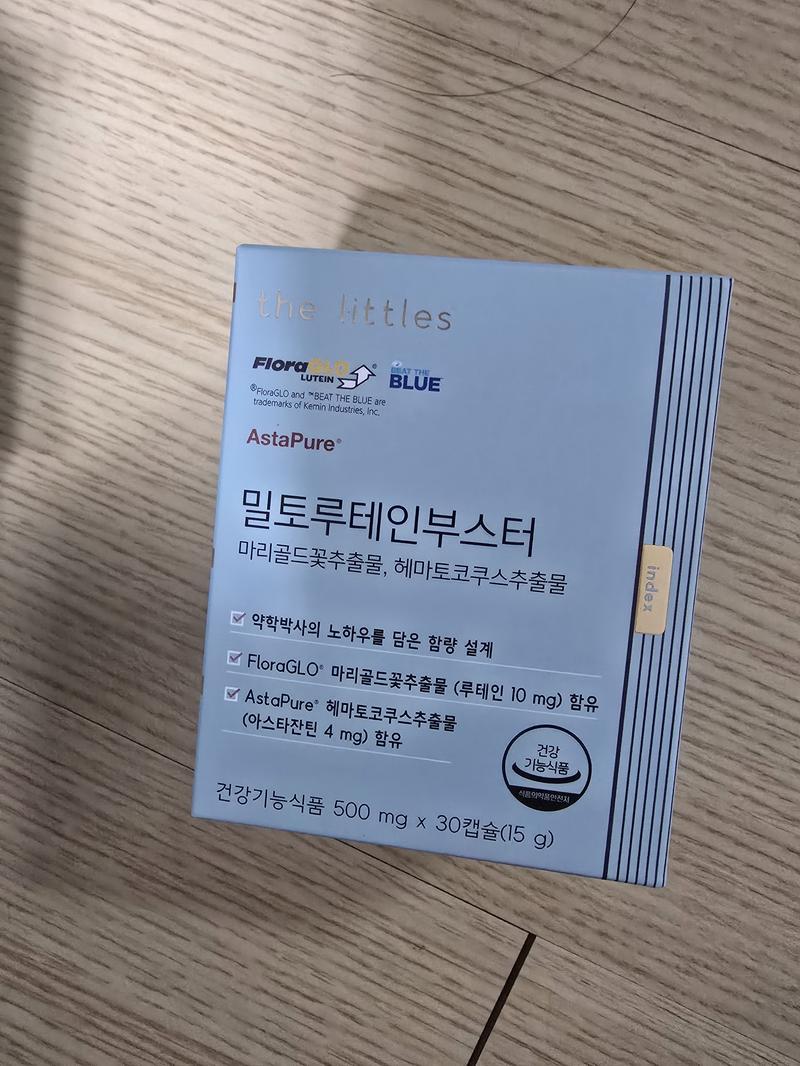 the littles
FloraGLO®
LUTEIN
BEAT THE
BLUE™
®FloraGLO and ™BEAT THE BLUE are
trademarks of Kemin Industries, Inc.
AstaPure®
밀토루테인부스터
마리골드꽃추출물, 헤마토코쿠스추출물
약학박사의 노하우를 담은 함량 설계
FloraGLO® 마리골드꽃추출물 (루테인 10 mg) 함유
AstaPure® 헤마토코쿠스추출물
(아스타잔틴 4 mg) 함유
건강
기능식품
식품의약품안전처
건강기능식품 500 mg x 30캡슐(15 g)
index